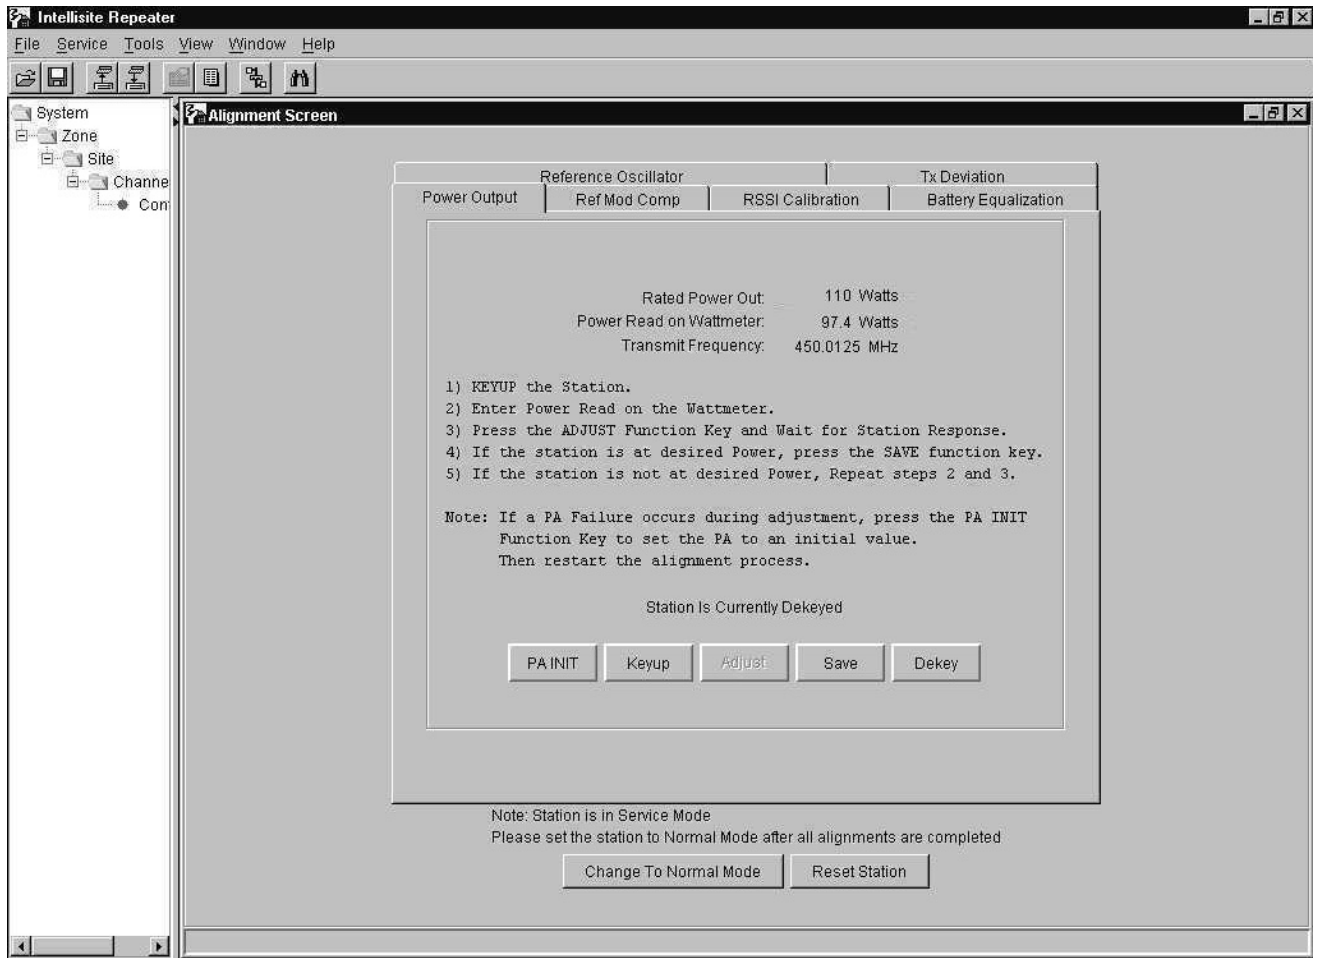 Intellisite Repeater
File Service Tools View Window Help
System
Zone
Site
Channe
Con
Alignment Screen
Reference Oscillator Tx Deviation
Power Output Ref Mod Comp RSSI Calibration Battery Equalization
Rated Power Out: 110 Watts
Power Read on Wattmeter: 97.4 Watts
Transmit Frequency: 450.0125 MHz
1) KEYUP the Station.
2) Enter Power Read on the Wattmeter.
3) Press the ADJUST Function Key and Wait for Station Response.
4) If the station is at desired Power, press the SAVE function key.
5) If the station is not at desired Power, Repeat steps 2 and 3.
Note: If a PA Failure occurs during adjustment, press the PA INIT
Function Key to set the PA to an initial value.
Then restart the alignment process.
Station Is Currently Dekeyed
PA INIT Keyup Adjust Save Dekey
Note: Station is in Service Mode
Please set the station to Normal Mode after all alignments are completed
Change To Normal Mode Reset Station